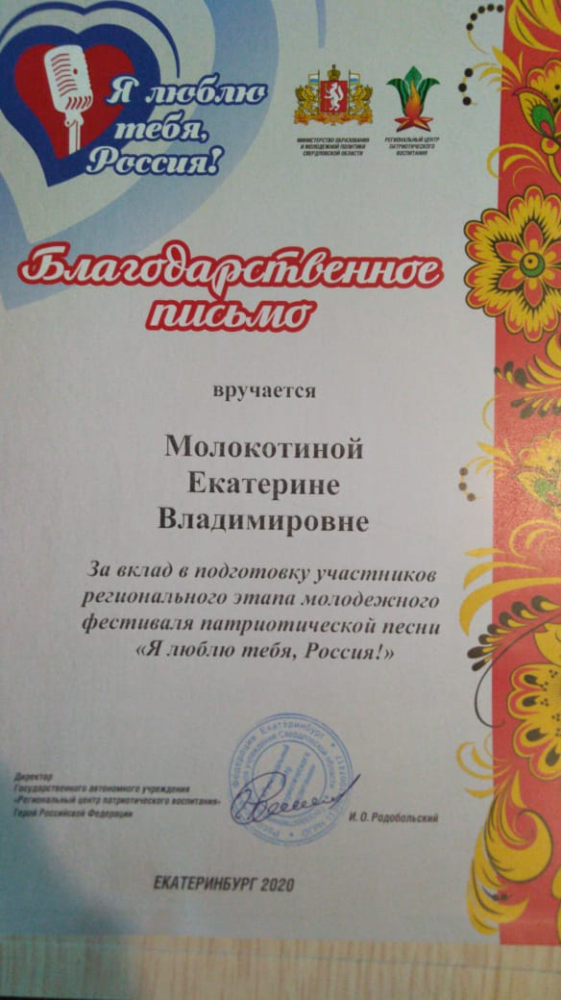 Я люблю
тебя,
Россия!
МИНИСТЕРСТВО ОБРАЗОВАНИЯ
И МОЛОДЕЖНОЙ ПОЛИТИКИ
СВЕРДЛОВСКОЙ ОБЛАСТИ
РЕГИОНАЛЬНЫЙ ЦЕНТР
ПАТРИОТИЧЕСКОГО
ВОСПИТАНИЯ
Благодарственное
письмо
вручается
Молокотиной
Екатерине
Владимировне
За вклад в подготовку участников
регионального этапа молодежного
фестиваля патриотической песни
«Я люблю тебя, Россия!»
Директор
Государственного автономного учреждения
«Региональный центр патриотического воспитания»
Герой Российской Федерации
И. О. Родобольский
ЕКАТЕРИНБУРГ 2020